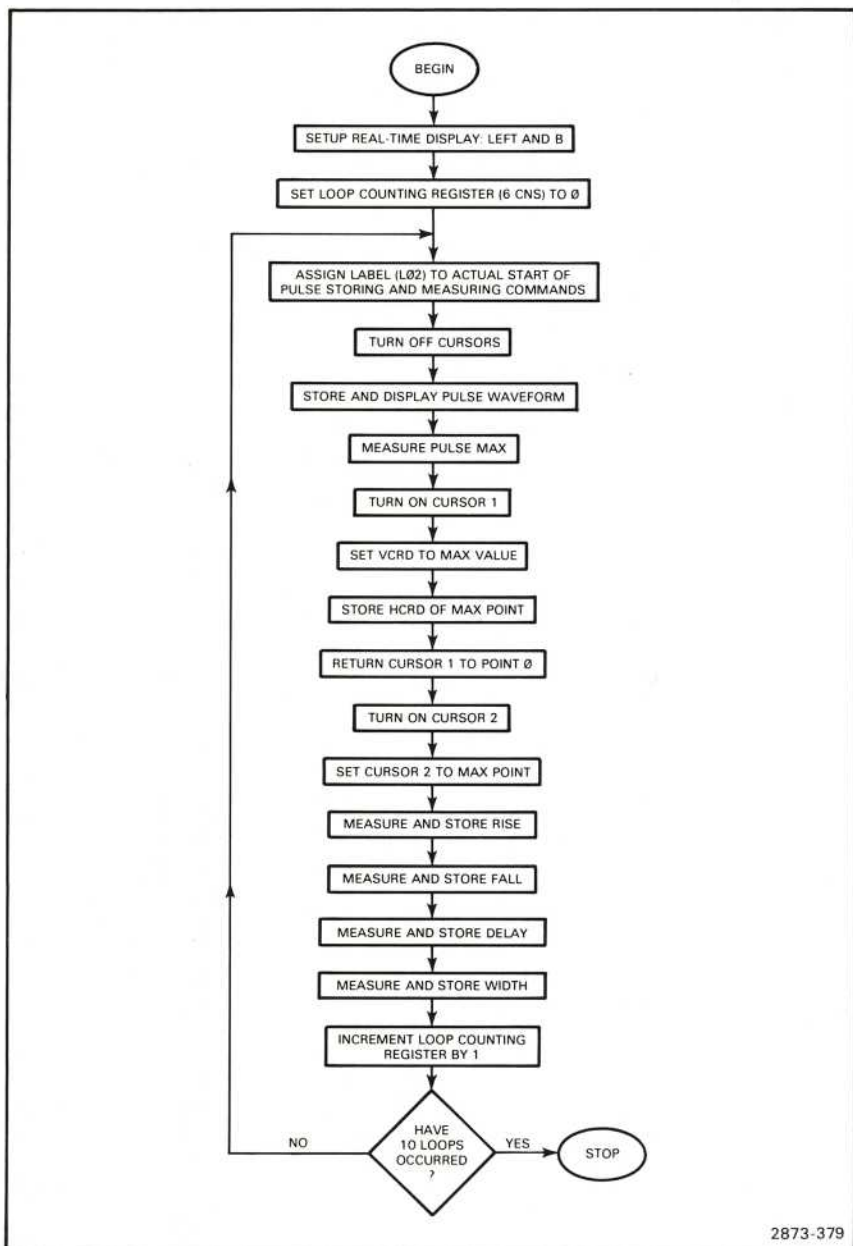 BEGIN
SETUP REAL-TIME DISPLAY: LEFT AND B
SET LOOP COUNTING REGISTER (6 CNS) TO Ø
ASSIGN LABEL (LØ2) TO ACTUAL START OF
PULSE STORING AND MEASURING COMMANDS
TURN OFF CURSORS
STORE AND DISPLAY PULSE WAVEFORM
MEASURE PULSE MAX
TURN ON CURSOR 1
SET VCRD TO MAX VALUE
STORE HCRD OF MAX POINT
RETURN CURSOR 1 TO POINT Ø
TURN ON CURSOR 2
SET CURSOR 2 TO MAX POINT
MEASURE AND STORE RISE
MEASURE AND STORE FALL
MEASURE AND STORE DELAY
MEASURE AND STORE WIDTH
INCREMENT LOOP COUNTING
REGISTER BY 1
HAVE
10 LOOPS
OCCURRED
?
NO
YES
STOP
2873-379